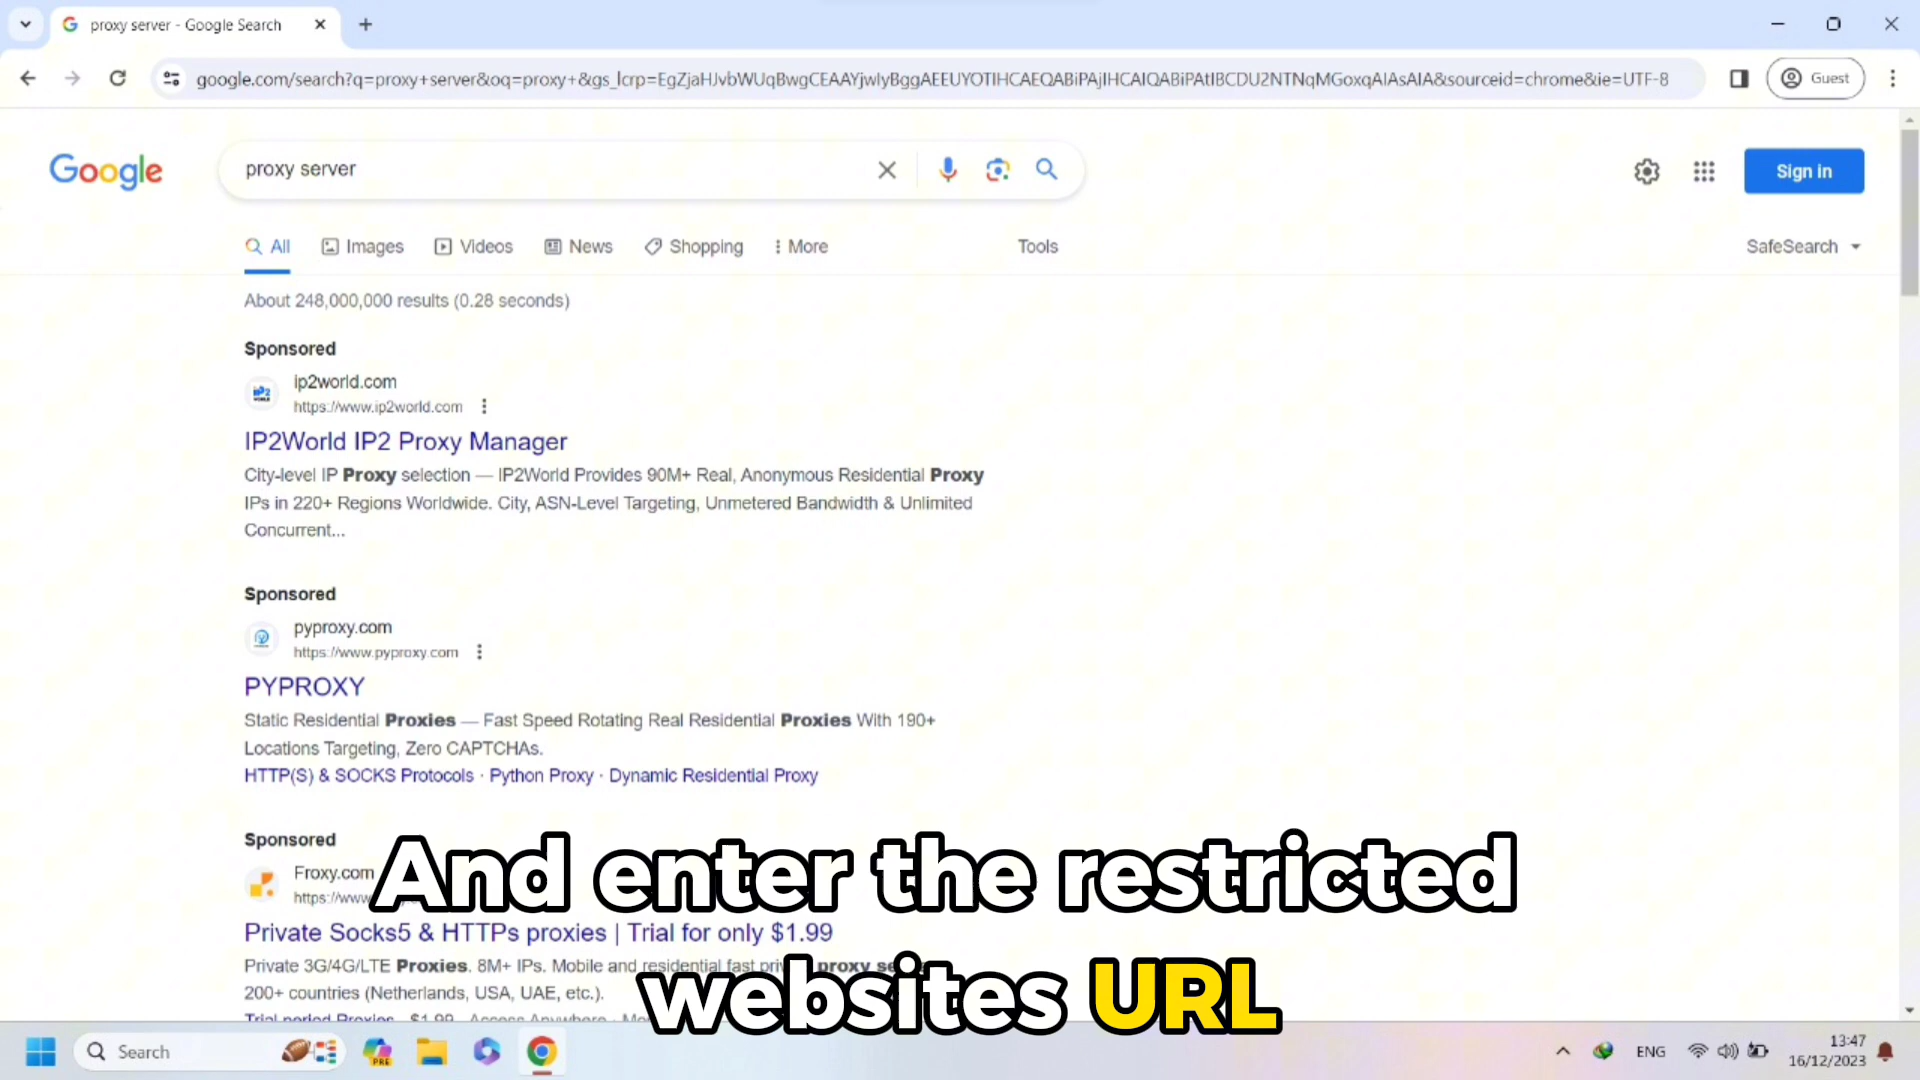 proxy server - Google Search
google.com/search?q=proxy+server&oq=proxy+&gs_lcrp=EgZjaHJvbWUqBwgCEAAYjwIyBggAEEUYOTIHCAEQABiPAjIHCAIQABiPAtIBCDU2NTNqMGoxqAIAsAIA&sourceid=chrome&ie=UTF-8
Guest
Google
proxy server
Sign in
All Images Videos News Shopping More Tools SafeSearch
About 248,000,000 results (0.28 seconds)
Sponsored
iP2 WORLD
ip2world.com
https://www.ip2world.com
IP2World IP2 Proxy Manager
City-level IP Proxy selection — IP2World Provides 90M+ Real, Anonymous Residential Proxy
IPs in 220+ Regions Worldwide. City, ASN-Level Targeting, Unmetered Bandwidth & Unlimited
Concurrent...
Sponsored
pyproxy.com
https://www.pyproxy.com
PYPROXY
Static Residential Proxies — Fast Speed Rotating Real Residential Proxies With 190+
Locations Targeting, Zero CAPTCHAs.
HTTP(S) & SOCKS Protocols · Python Proxy · Dynamic Residential Proxy
Sponsored
Froxy.com
https://www
And enter the restricted
Private Socks5 & HTTPs proxies | Trial for only $1.99
Private 3G/4G/LTE Proxies. 8M+ IPs. Mobile and residential fast proxy
200+ countries (Netherlands, USA, UAE, etc.).
websites URL
Trial period Proxies - $1.99 · Access Anywhere
Search
PRE
ENG
13:47
16/12/2023